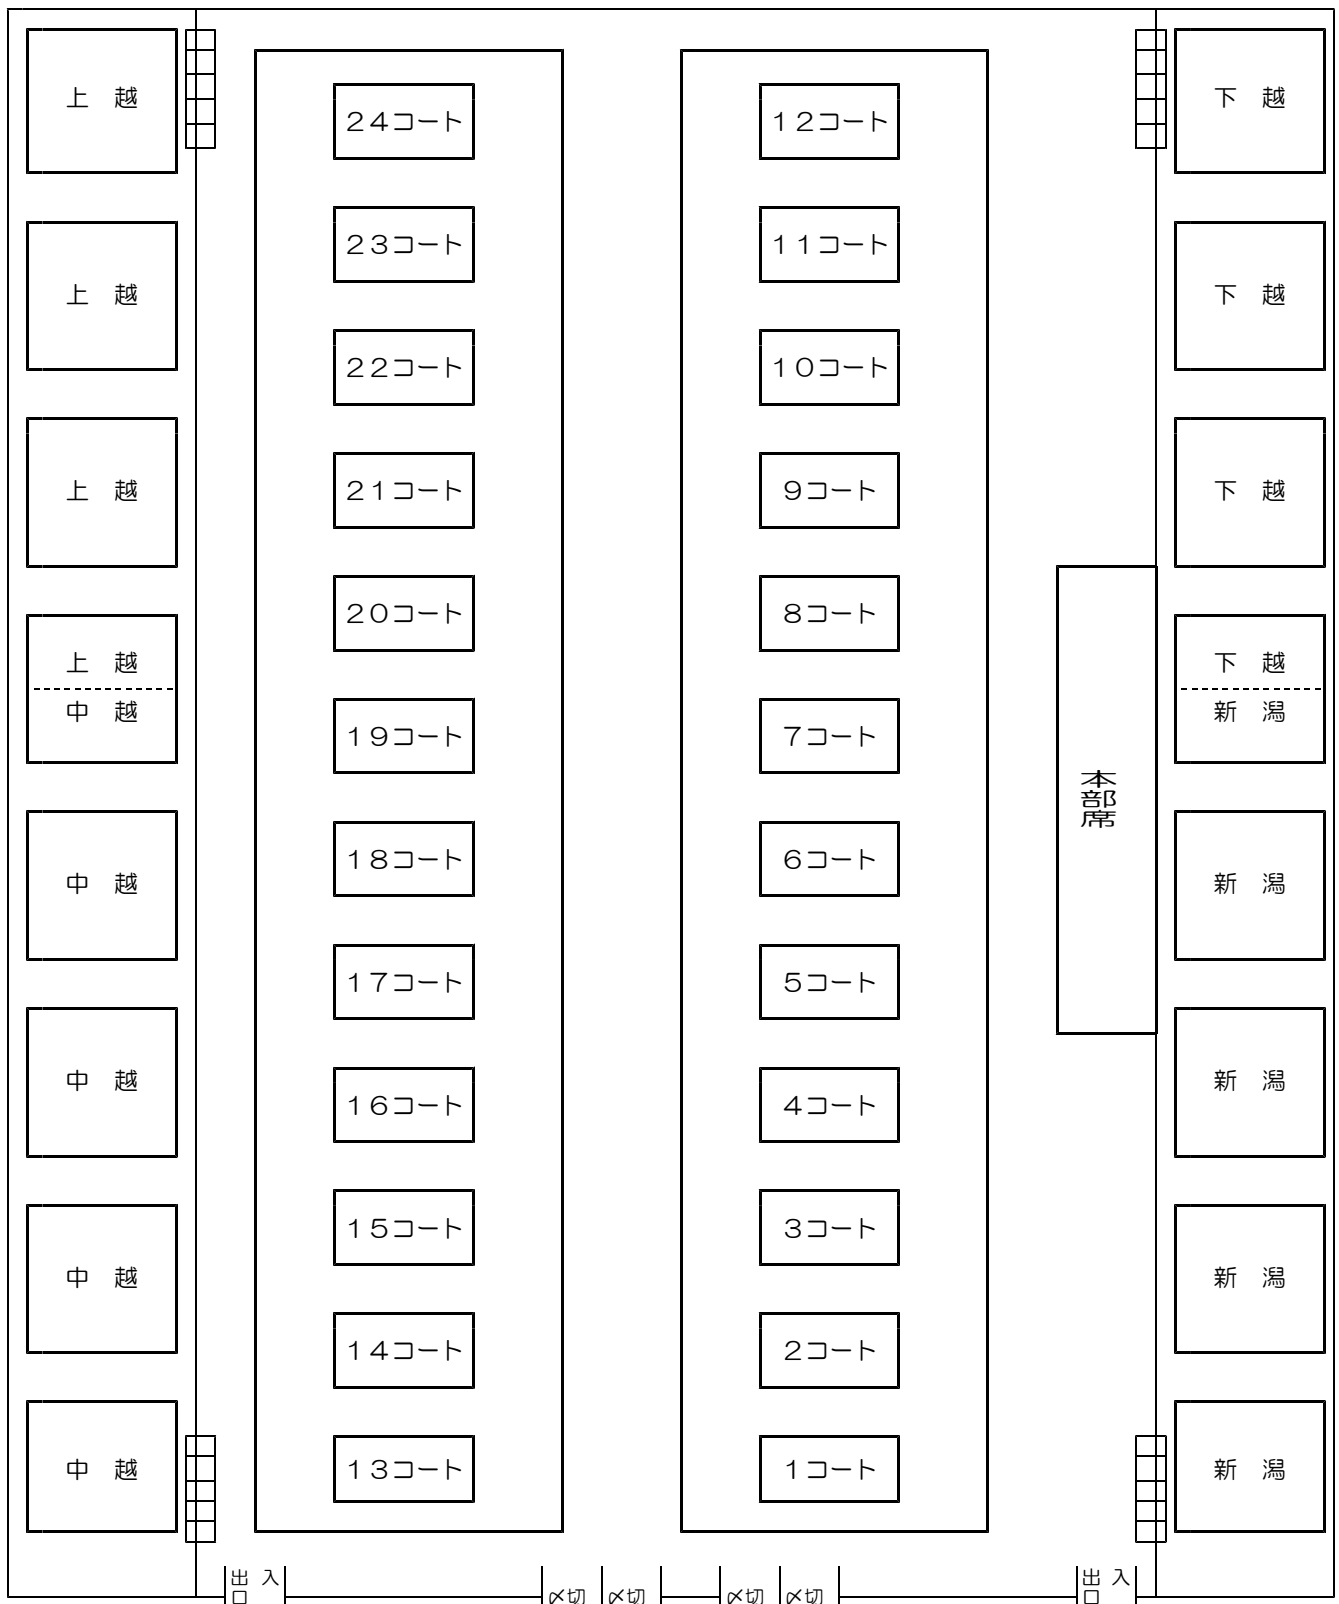 上　越
２４コート
１２コート
下　越
上　越
２３コート
１１コート
下　越
２２コート
１０コート
上　越
２１コート
９コート
下　越
２０コート
８コート
上　越
中　越
下　越
新　潟
１９コート
７コート
本部席
中　越
１８コート
６コート
新　潟
１７コート
５コート
中　越
１６コート
４コート
新　潟
中　越
１５コート
３コート
新　潟
１４コート
２コート
中　越
１３コート
１コート
新　潟
出　入
口
〆切
〆切
〆切
〆切
出　入
口